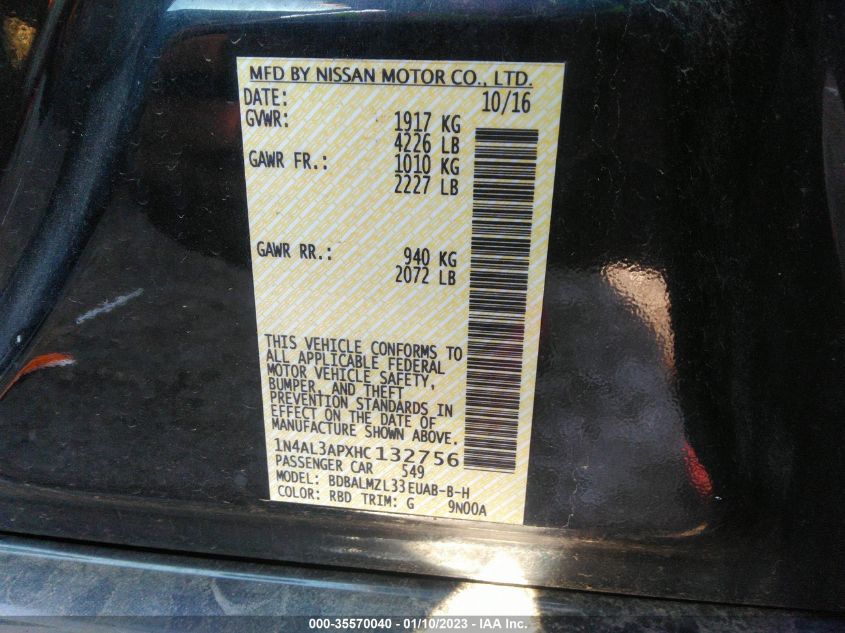 MFD BY NISSAN MOTOR CO., LTD.
DATE: 10/16
GVWR: 1917 KG
4226 LB
GAWR FR.: 1010 KG
2227 LB
GAWR RR.: 940 KG
2072 LB
THIS VEHICLE CONFORMS TO
ALL APPLICABLE FEDERAL
MOTOR VEHICLE SAFETY,
BUMPER, AND THEFT
PREVENTION STANDARDS IN
EFFECT ON THE DATE OF
MANUFACTURE SHOWN ABOVE.
1N4AL3APXHC132756
PASSENGER CAR 549
MODEL: BDBALMZL33EUAB-B-H
COLOR: RBD TRIM: G 9N00A
000-35570040 - 01/10/2023 - IAA Inc.